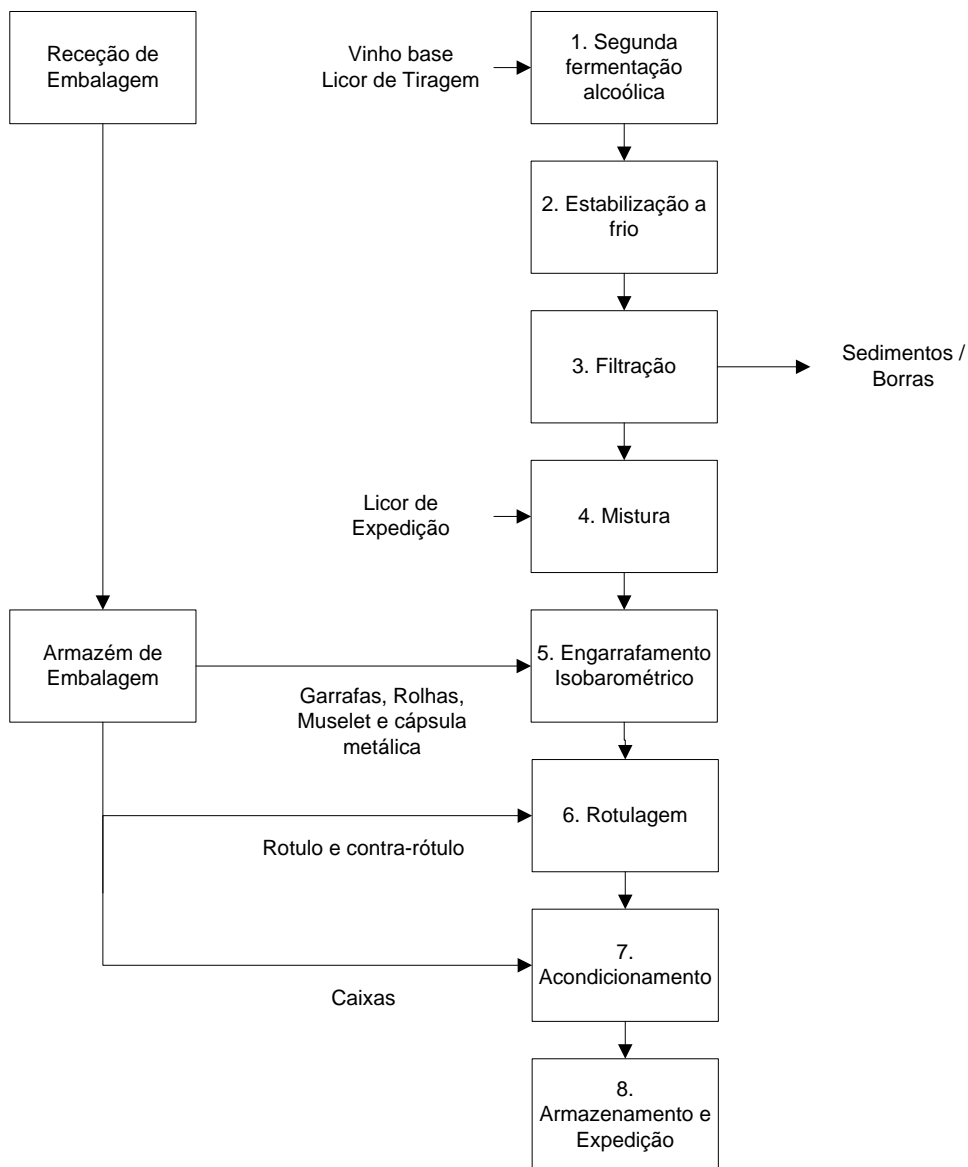 Receção de
Embalagem
Vinho base
Licor de Tiragem
1. Segunda
fermentação
alcoólica
2. Estabilização a
frio
3. Filtração
Sedimentos /
Borras
Licor de
Expedição
4. Mistura
Armazém de
Embalagem
Garrafas, Rolhas,
Muselet e cápsula
metálica
5. Engarrafamento
Isobarométrico
6. Rotulagem
Rotulo e contra-rótulo
7.
Acondicionamento
Caixas
8.
Armazenamento e
Expedição